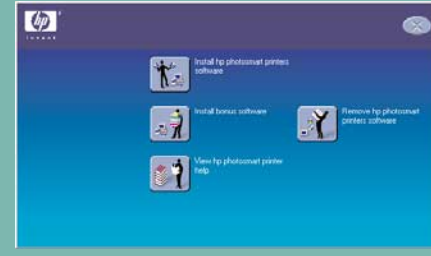 hp
invent
Install hp photosmart printers
software
Install bonus software
Remove hp photosmart
printers software
View hp photosmart printer
help